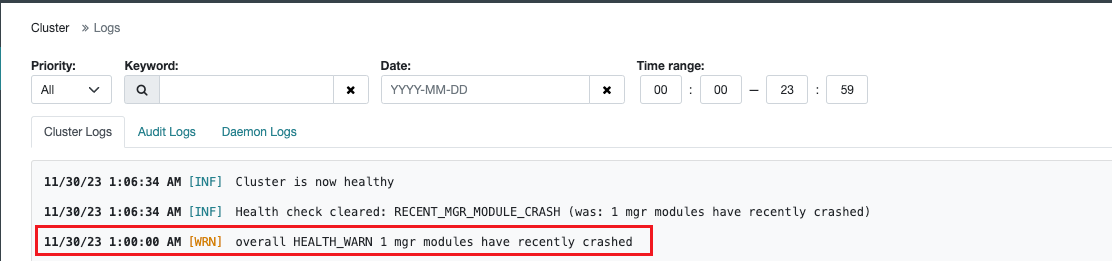 Cluster » Logs
Priority: Keyword: Date: Time range:
All YYYY-MM-DD 00 : 00 — 23 : 59
Cluster Logs Audit Logs Daemon Logs
11/30/23 1:06:34 AM [INF] Cluster is now healthy
11/30/23 1:06:34 AM [INF] Health check cleared: RECENT_MGR_MODULE_CRASH (was: 1 mgr modules have recently crashed)
11/30/23 1:00:00 AM [WRN] overall HEALTH_WARN 1 mgr modules have recently crashed